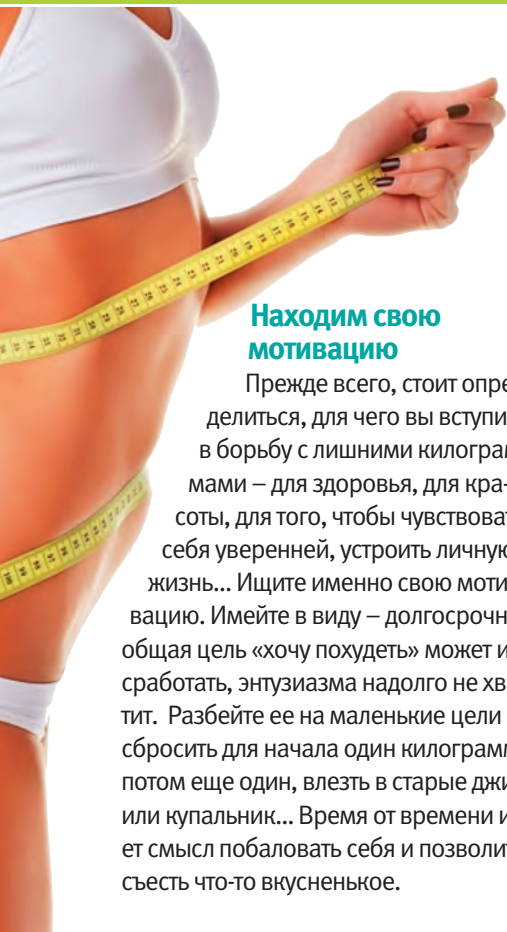 Находим свою
мотивацию
Прежде всего, стоит опре
делиться, для чего вы вступи
в борьбу с лишними килограм
мами – для здоровья, для кра-
соты, для того, чтобы чувствоват
себя уверенней, устроить личную
жизнь... Ищите именно свою моти
вацию. Имейте в виду – долгосрочн
общая цель «хочу похудеть» может и
сработать, энтузиазма надолго не хв
тит. Разбейте ее на маленькие цели
сбросить для начала один килограмм
потом еще один, влезть в старые джи
или купальник... Время от времени и
ет смысл побаловать себя и позволит
съесть что-то вкусненькое.